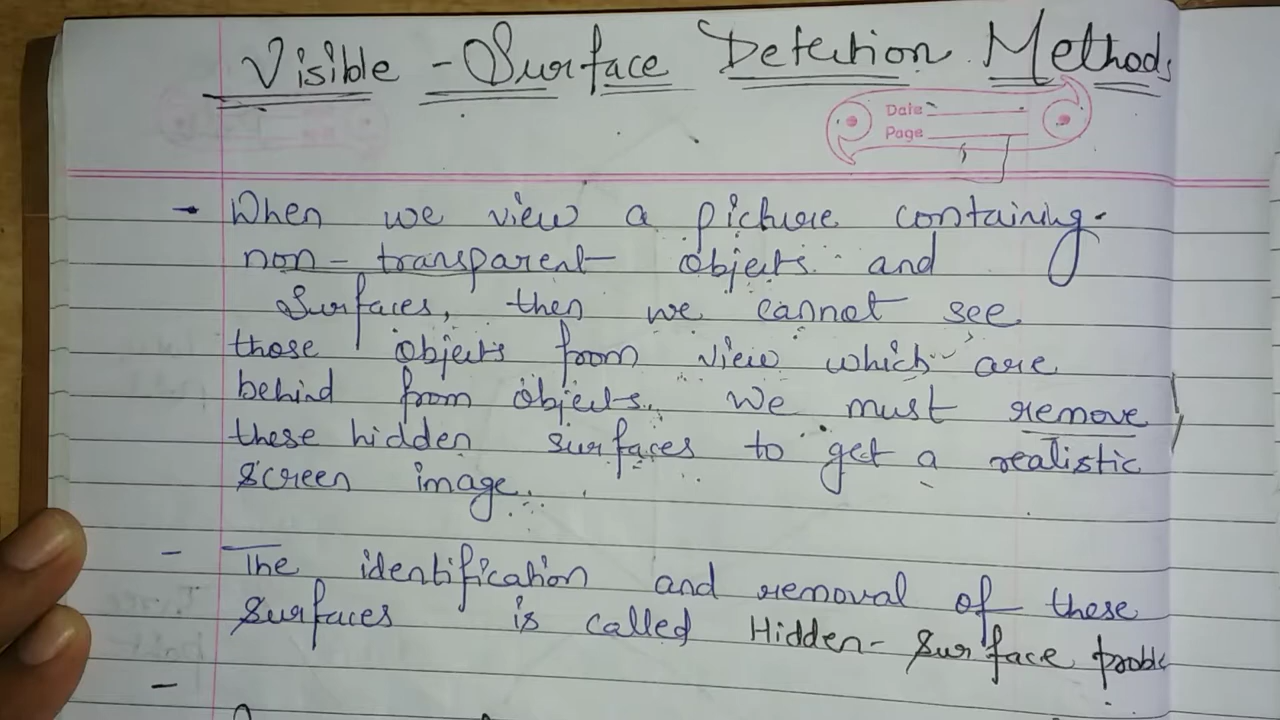 Visible - Surface Detection Methods
Date
Page
- When we view a picture containing
non-transparent objects and
surfaces, then we cannot see
those objects from view which are
behind from objects. We must remove
these hidden surfaces to get a realistic
screen image.
- The identification and removal of these
surfaces is called Hidden-surface proble
-